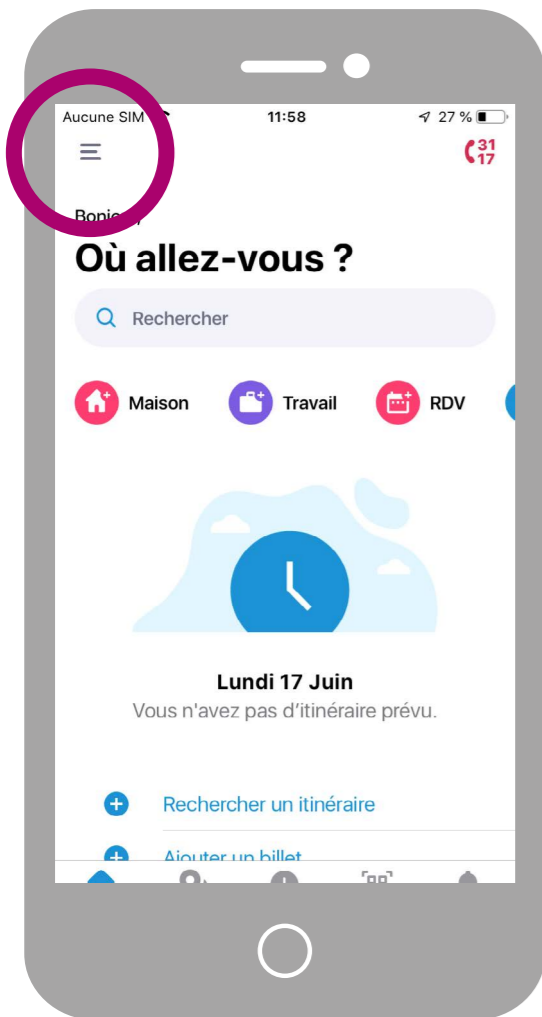 Aucune SIM 11:58 27 %
31
17
Où allez-vous ?
Rechercher
Maison Travail RDV
Lundi 17 Juin
Vous n'avez pas d'itinéraire prévu.
Rechercher un itinéraire
Ajouter un billet